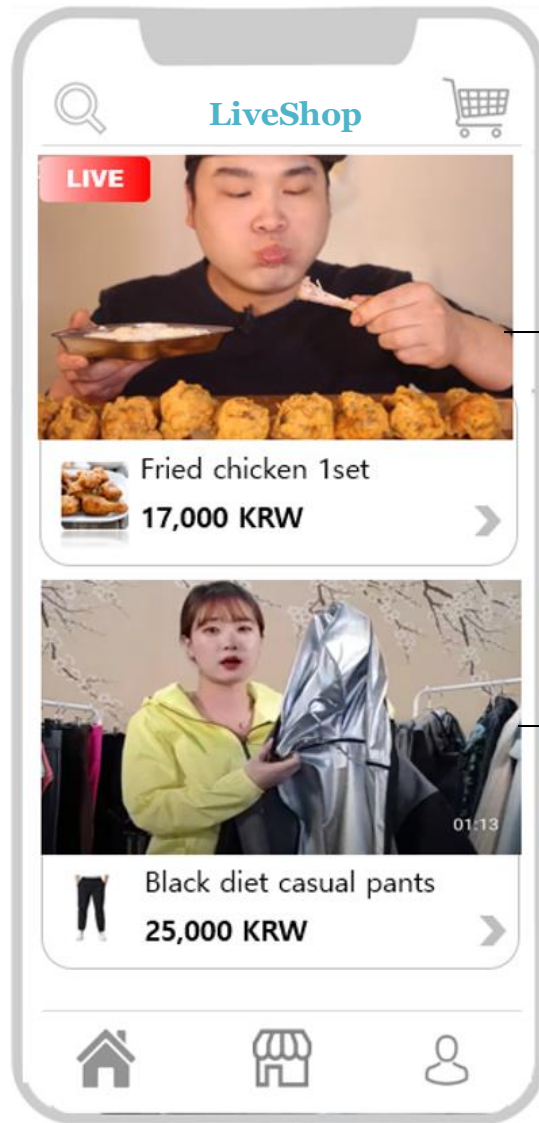 LiveShop
LIVE
Fried chicken 1set
17,000 KRW
01:13
Black diet casual pants
25,000 KRW